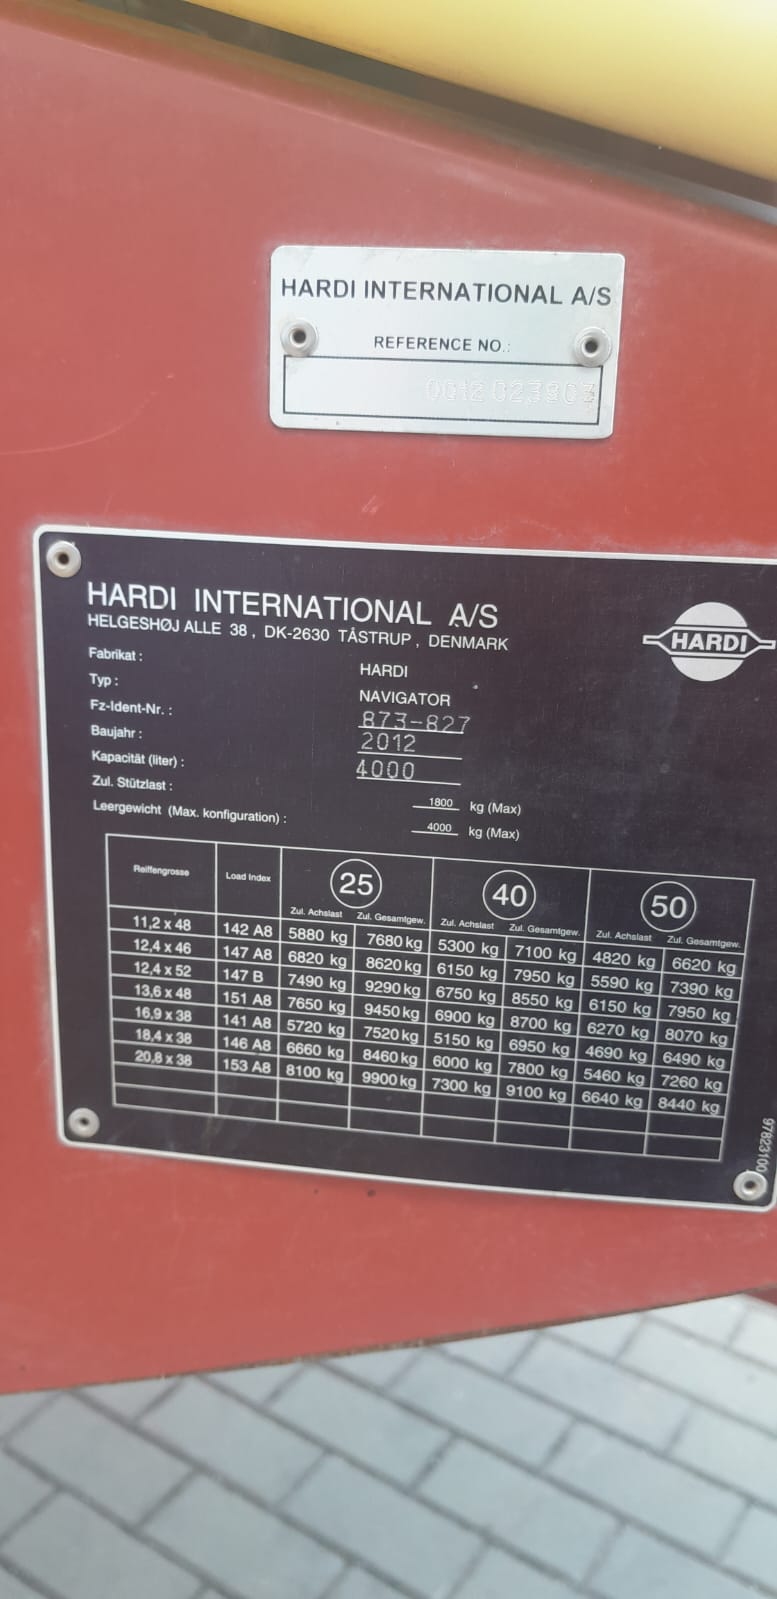 HARDI INTERNATIONAL A/S
REFERENCE NO.:
HARDI INTERNATIONAL A/S
HELGESHØJ ALLE 38, DK-2630 TÅSTRUP, DENMARK
HARDI
Fabrikat: HARDI
Typ: NAVIGATOR
Fz-Ident-Nr.: 873-827
Baujahr: 2012
Kapacität (liter): 4000
Zul. Stützlast: 1800 kg (Max)
Leergewicht (Max. konfiguration): 4000 kg (Max)
Reiffengrosse Load Index 25 40 50
Zul. Achslast Zul. Gesamtgew. Zul. Achslast Zul. Gesamtgew. Zul. Achslast Zul. Gesamtgew.
11,2 x 48 142 A8 5880 kg 7680 kg 5300 kg 7100 kg 4820 kg 6620 kg
12,4 x 46 147 A8 6820 kg 8620 kg 6150 kg 7950 kg 5590 kg 7390 kg
12,4 x 52 147 B 7490 kg 9290 kg 6750 kg 8550 kg 6150 kg 7950 kg
13,6 x 48 151 A8 7650 kg 9450 kg 6900 kg 8700 kg 6270 kg 8070 kg
16,9 x 38 141 A8 5720 kg 7520 kg 5150 kg 6950 kg 4690 kg 6490 kg
18,4 x 38 146 A8 6660 kg 8460 kg 6000 kg 7800 kg 5460 kg 7260 kg
20,8 x 38 153 A8 8100 kg 9900 kg 7300 kg 9100 kg 6640 kg 8440 kg
97823100